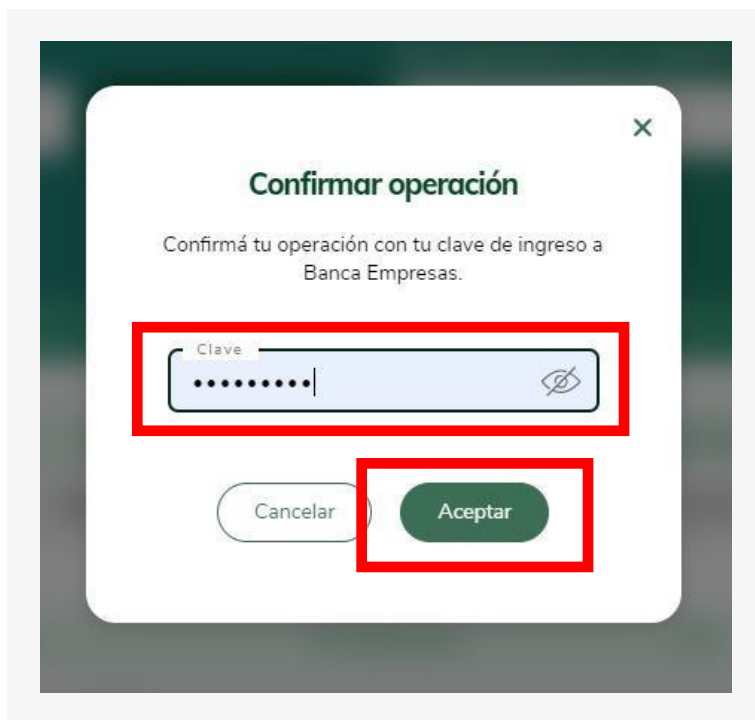 Confirmar operación
Confirmá tu operación con tu clave de ingreso a
Banca Empresas.
Clave
•••••••••
Cancelar
Aceptar